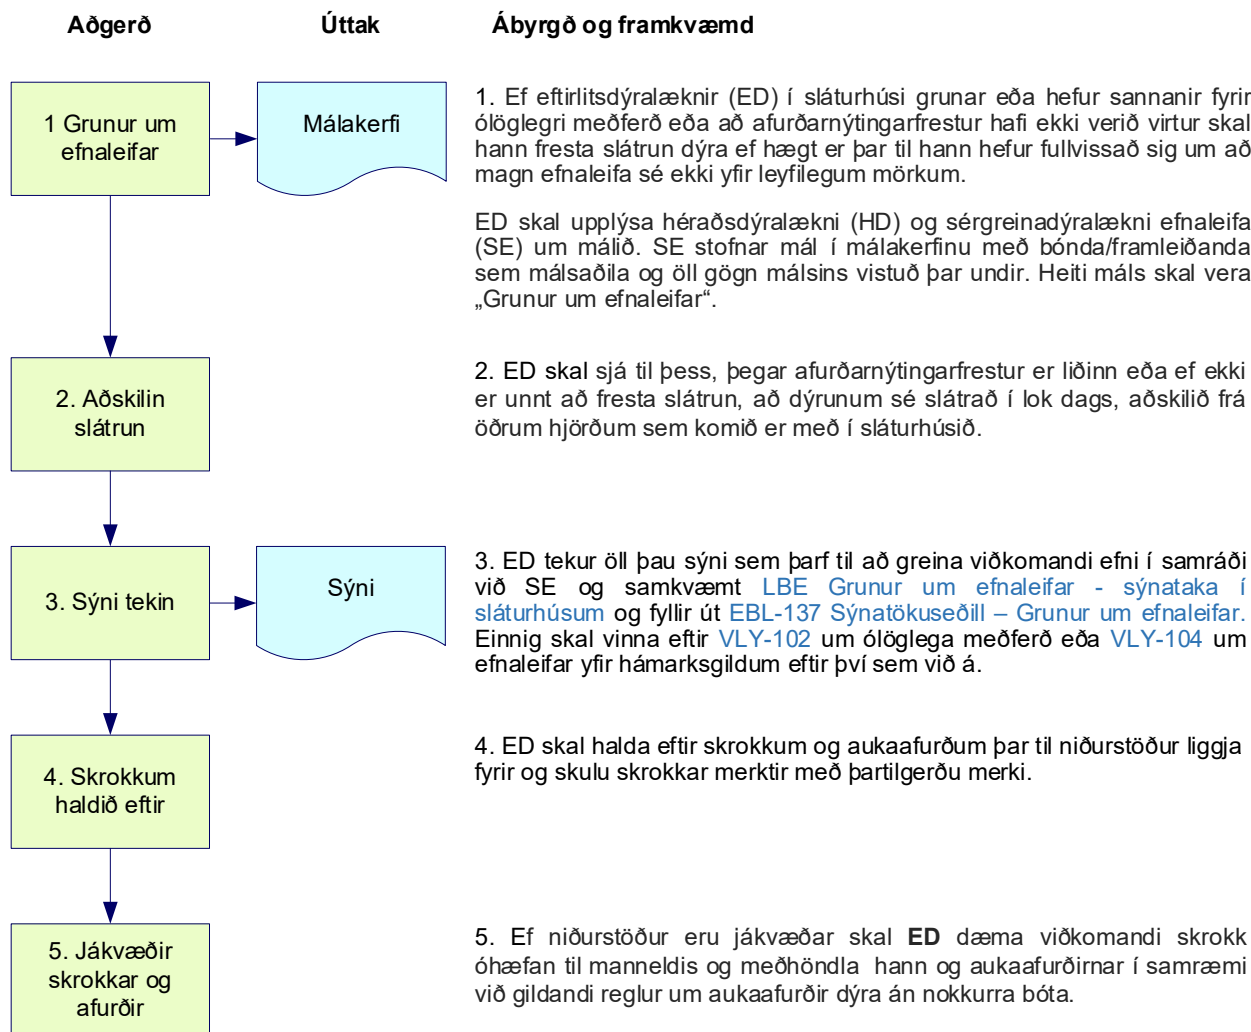 Aðgerð
Úttak
Ábyrgð og framkvæmd
1 Grunur um
efnaleifar
Málakerfi
1. Ef eftirlitsdýralæknir (ED) í sláturhúsi grunar eða hefur sannanir fyrir
ólöglegri meðferð eða að afurðarnýtingarfrestur hafi ekki verið virtur skal
hann fresta slátrun dýra ef hægt er þar til hann hefur fullvissað sig um að
magn efnaleifa sé ekki yfir leyfilegum mörkum.
ED skal upplýsa héraðsdýralækni (HD) og sérgreinadýralækni efnaleifa
(SE) um málið. SE stofnar mál í málakerfinu með bónda/framleiðanda
sem málsaðila og öll gögn málsins vistuð þar undir. Heiti máls skal vera
„Grunur um efnaleifar“.
2. Aðskilin
slátrun
2. ED skal sjá til þess, þegar afurðarnýtingarfrestur er liðinn eða ef ekki
er unnt að fresta slátrun, að dýrunum sé slátrað í lok dags, aðskilið frá
öðrum hjörðum sem komið er með í sláturhúsið.
3. Sýni tekin
Sýni
3. ED tekur öll þau sýni sem þarf til að greina viðkomandi efni í samráði
við SE og samkvæmt LBE Grunur um efnaleifar - sýnataka í
sláturhúsum og fyllir út EBL-137 Sýnatökuseðill – Grunur um efnaleifar.
Einnig skal vinna eftir VLY-102 um ólöglega meðferð eða VLY-104 um
efnaleifar yfir hámarksgildum eftir því sem við á.
4. Skrokkum
haldið eftir
4. ED skal halda eftir skrokkum og aukaafurðum þar til niðurstöður liggja
fyrir og skulu skrokkar merktir með þartilgerðu merki.
5. Jákvæðir
skrokkar og
afurðir
5. Ef niðurstöður eru jákvæðar skal ED dæma viðkomandi skrokk
óhæfan til manneldis og meðhöndla hann og aukaafurðirnar í samræmi
við gildandi reglur um aukaafurðir dýra án nokkurra bóta.